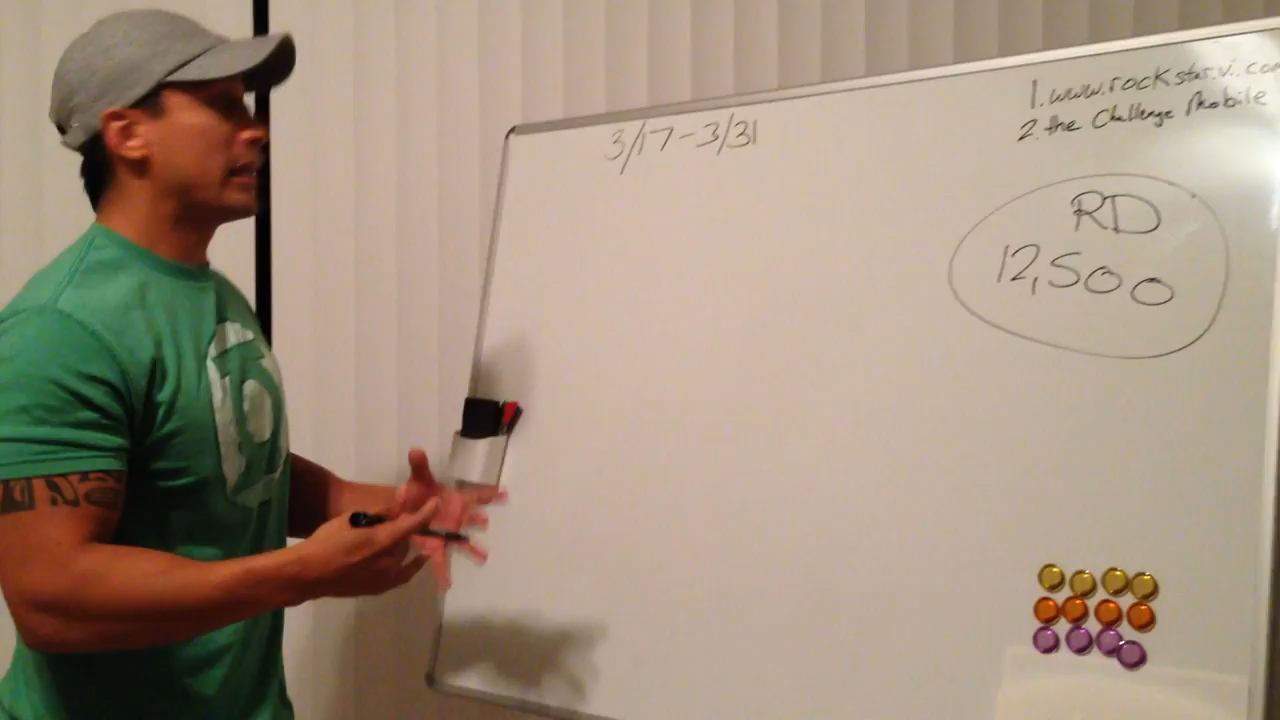 3/17-3/31
1. www.rockstar.vi.com
2. the Challenge Mobile
RD
12,500